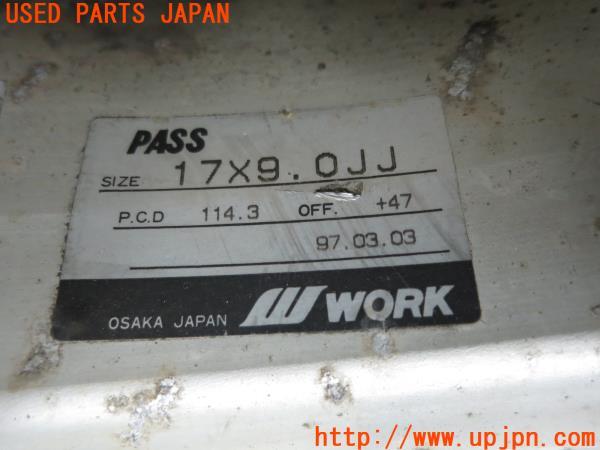 USED PARTS JAPAN
PASS
SIZE 17X9.0JJ
P.C.D 114.3 OFF. +47
97.03.03
OSAKA JAPAN W WORK
http://www.upjpn.com/